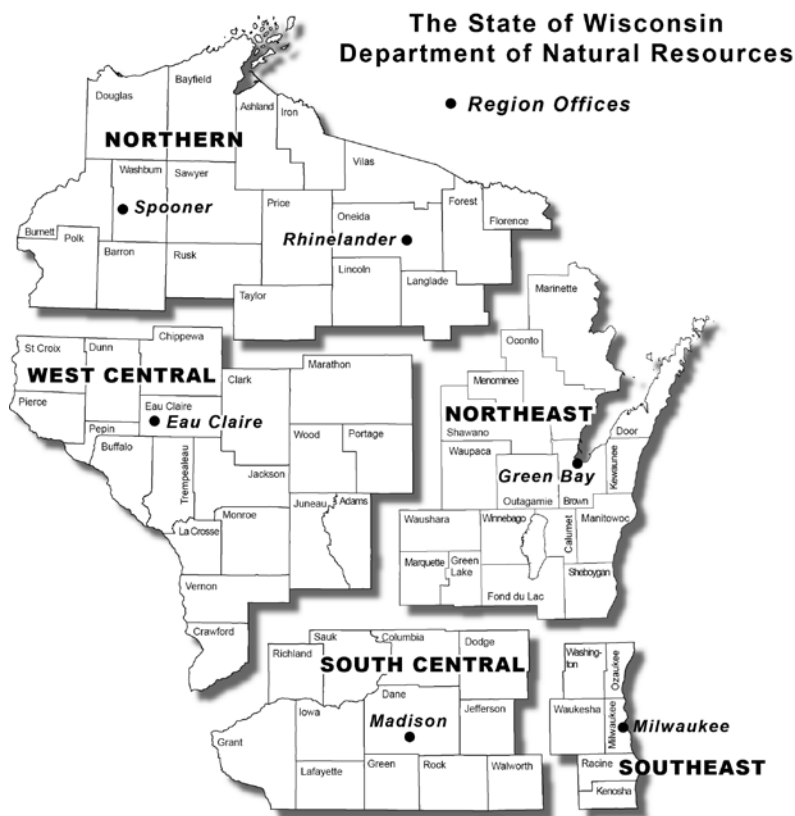 The State of Wisconsin
Department of Natural Resources
● Region Offices
Douglas
Bayfield
Ashland
Iron
NORTHERN
Vilas
Washburn
Sawyer
Price
Oneida
Forest
Florence
Spooner
Rhinelander
Burnett
Polk
Barron
Rusk
Lincoln
Langlade
Taylor
St Croix
Dunn
Chippewa
Clark
Marathon
WEST CENTRAL
Pierce
Pepin
Eau Claire
Eau Claire
Buffalo
Trempealeau
Wood
Portage
Jackson
Juneau
Adams
La Crosse
Monroe
Vernon
Crawford
Marinette
Oconto
Menominee
NORTHEAST
Door
Shawano
Waupaca
Green Bay
Kewaunee
Outagamie
Brown
Waushara
Winnebago
Calumet
Manitowoc
Marquette
Green
Lake
Fond du Lac
Sheboygan
Sauk
Columbia
Dodge
Richland
SOUTH CENTRAL
Dane
Iowa
Madison
Jefferson
Grant
Lafayette
Green
Rock
Walworth
Washing-
ton
Ozaukee
Waukesha
Milwaukee
Milwaukee
Racine
SOUTHEAST
Kenosha